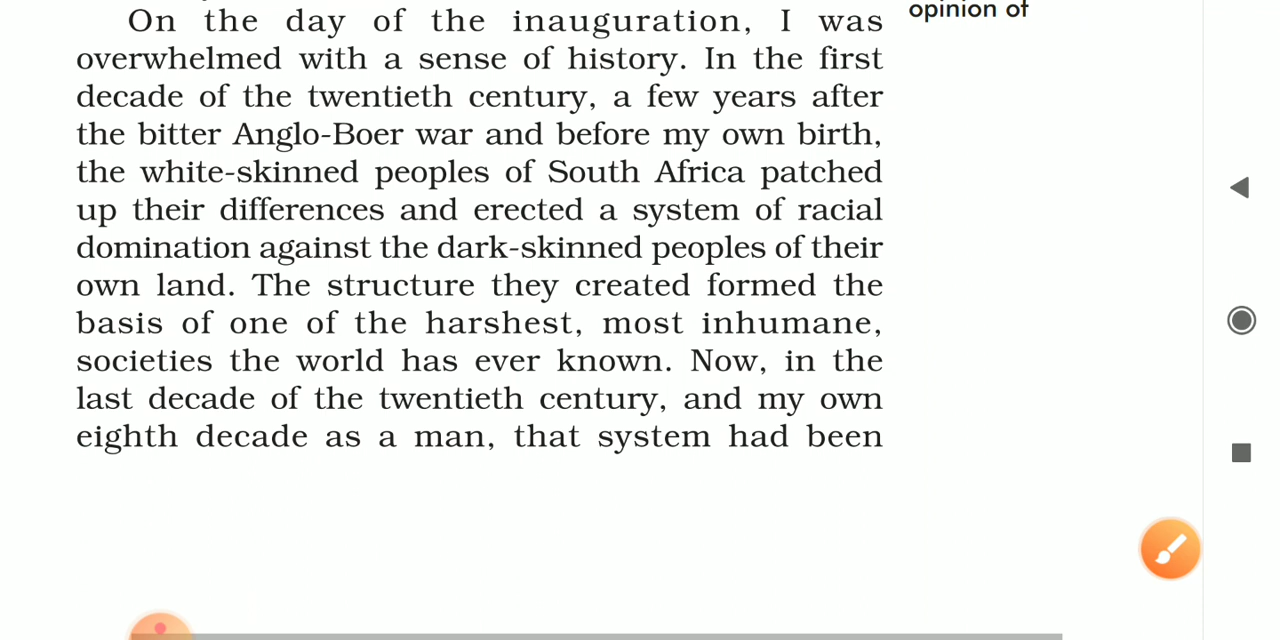 On the day of the inauguration, I was
overwhelmed with a sense of history. In the first
decade of the twentieth century, a few years after
the bitter Anglo-Boer war and before my own birth,
the white-skinned peoples of South Africa patched
up their differences and erected a system of racial
domination against the dark-skinned peoples of their
own land. The structure they created formed the
basis of one of the harshest, most inhumane,
societies the world has ever known. Now, in the
last decade of the twentieth century, and my own
eighth decade as a man, that system had been
opinion of